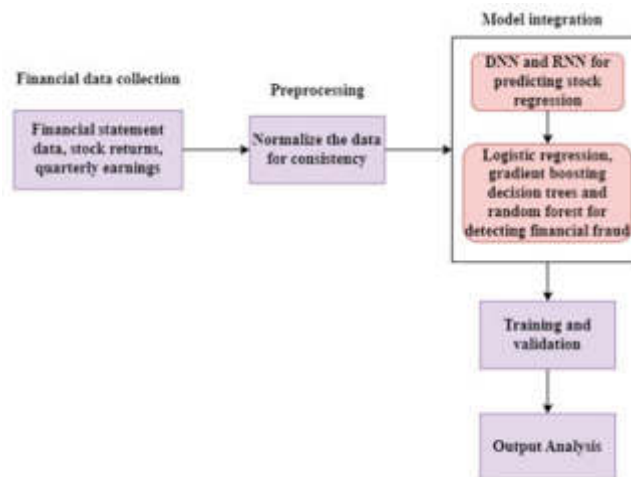 Model integration
Financial data collection
Preprocessing
DNN and RNN for
predicting stock
regression
Financial statement
data, stock returns,
quarterly earnings
Normalize the data
for consistency
Logistic regression,
gradient boosting
decision trees and
random forest for
detecting financial fraud
Training and
validation
Output Analysis